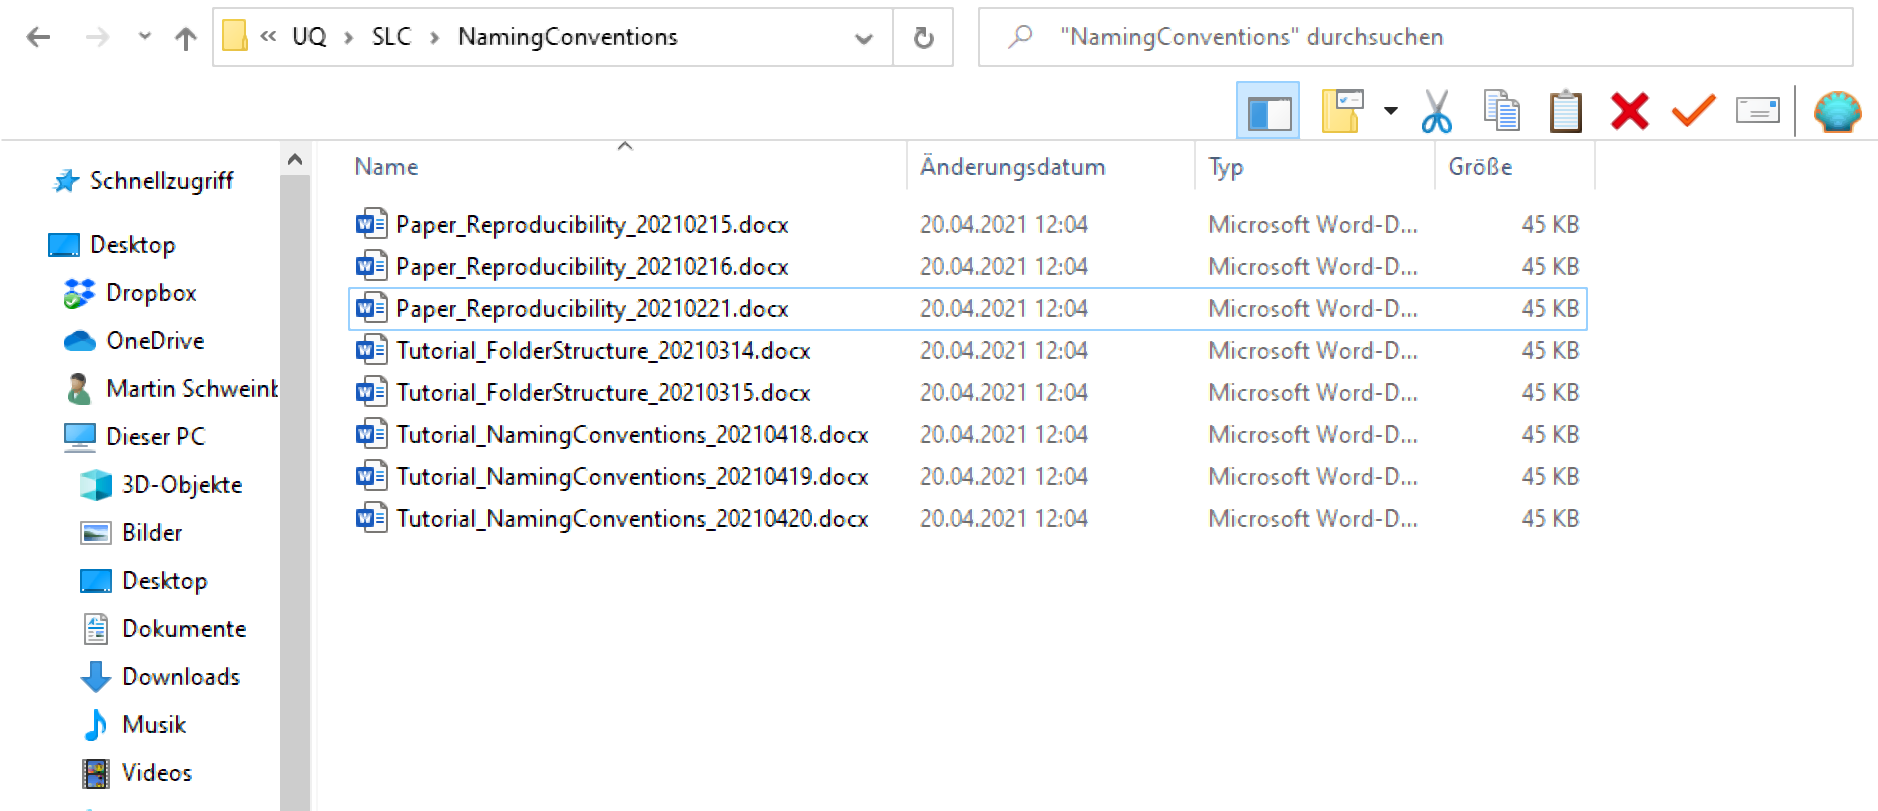 « UQ › SLC › NamingConventions
"NamingConventions" durchsuchen
Name Änderungsdatum Typ Größe
Schnellzugriff
Desktop
Dropbox
OneDrive
Martin Schweint
Dieser PC
3D-Objekte
Bilder
Desktop
Dokumente
Downloads
Musik
Videos
Paper_Reproducibility_20210215.docx 20.04.2021 12:04 Microsoft Word-D... 45 KB
Paper_Reproducibility_20210216.docx 20.04.2021 12:04 Microsoft Word-D... 45 KB
Paper_Reproducibility_20210221.docx 20.04.2021 12:04 Microsoft Word-D... 45 KB
Tutorial_FolderStructure_20210314.docx 20.04.2021 12:04 Microsoft Word-D... 45 KB
Tutorial_FolderStructure_20210315.docx 20.04.2021 12:04 Microsoft Word-D... 45 KB
Tutorial_NamingConventions_20210418.docx 20.04.2021 12:04 Microsoft Word-D... 45 KB
Tutorial_NamingConventions_20210419.docx 20.04.2021 12:04 Microsoft Word-D... 45 KB
Tutorial_NamingConventions_20210420.docx 20.04.2021 12:04 Microsoft Word-D... 45 KB